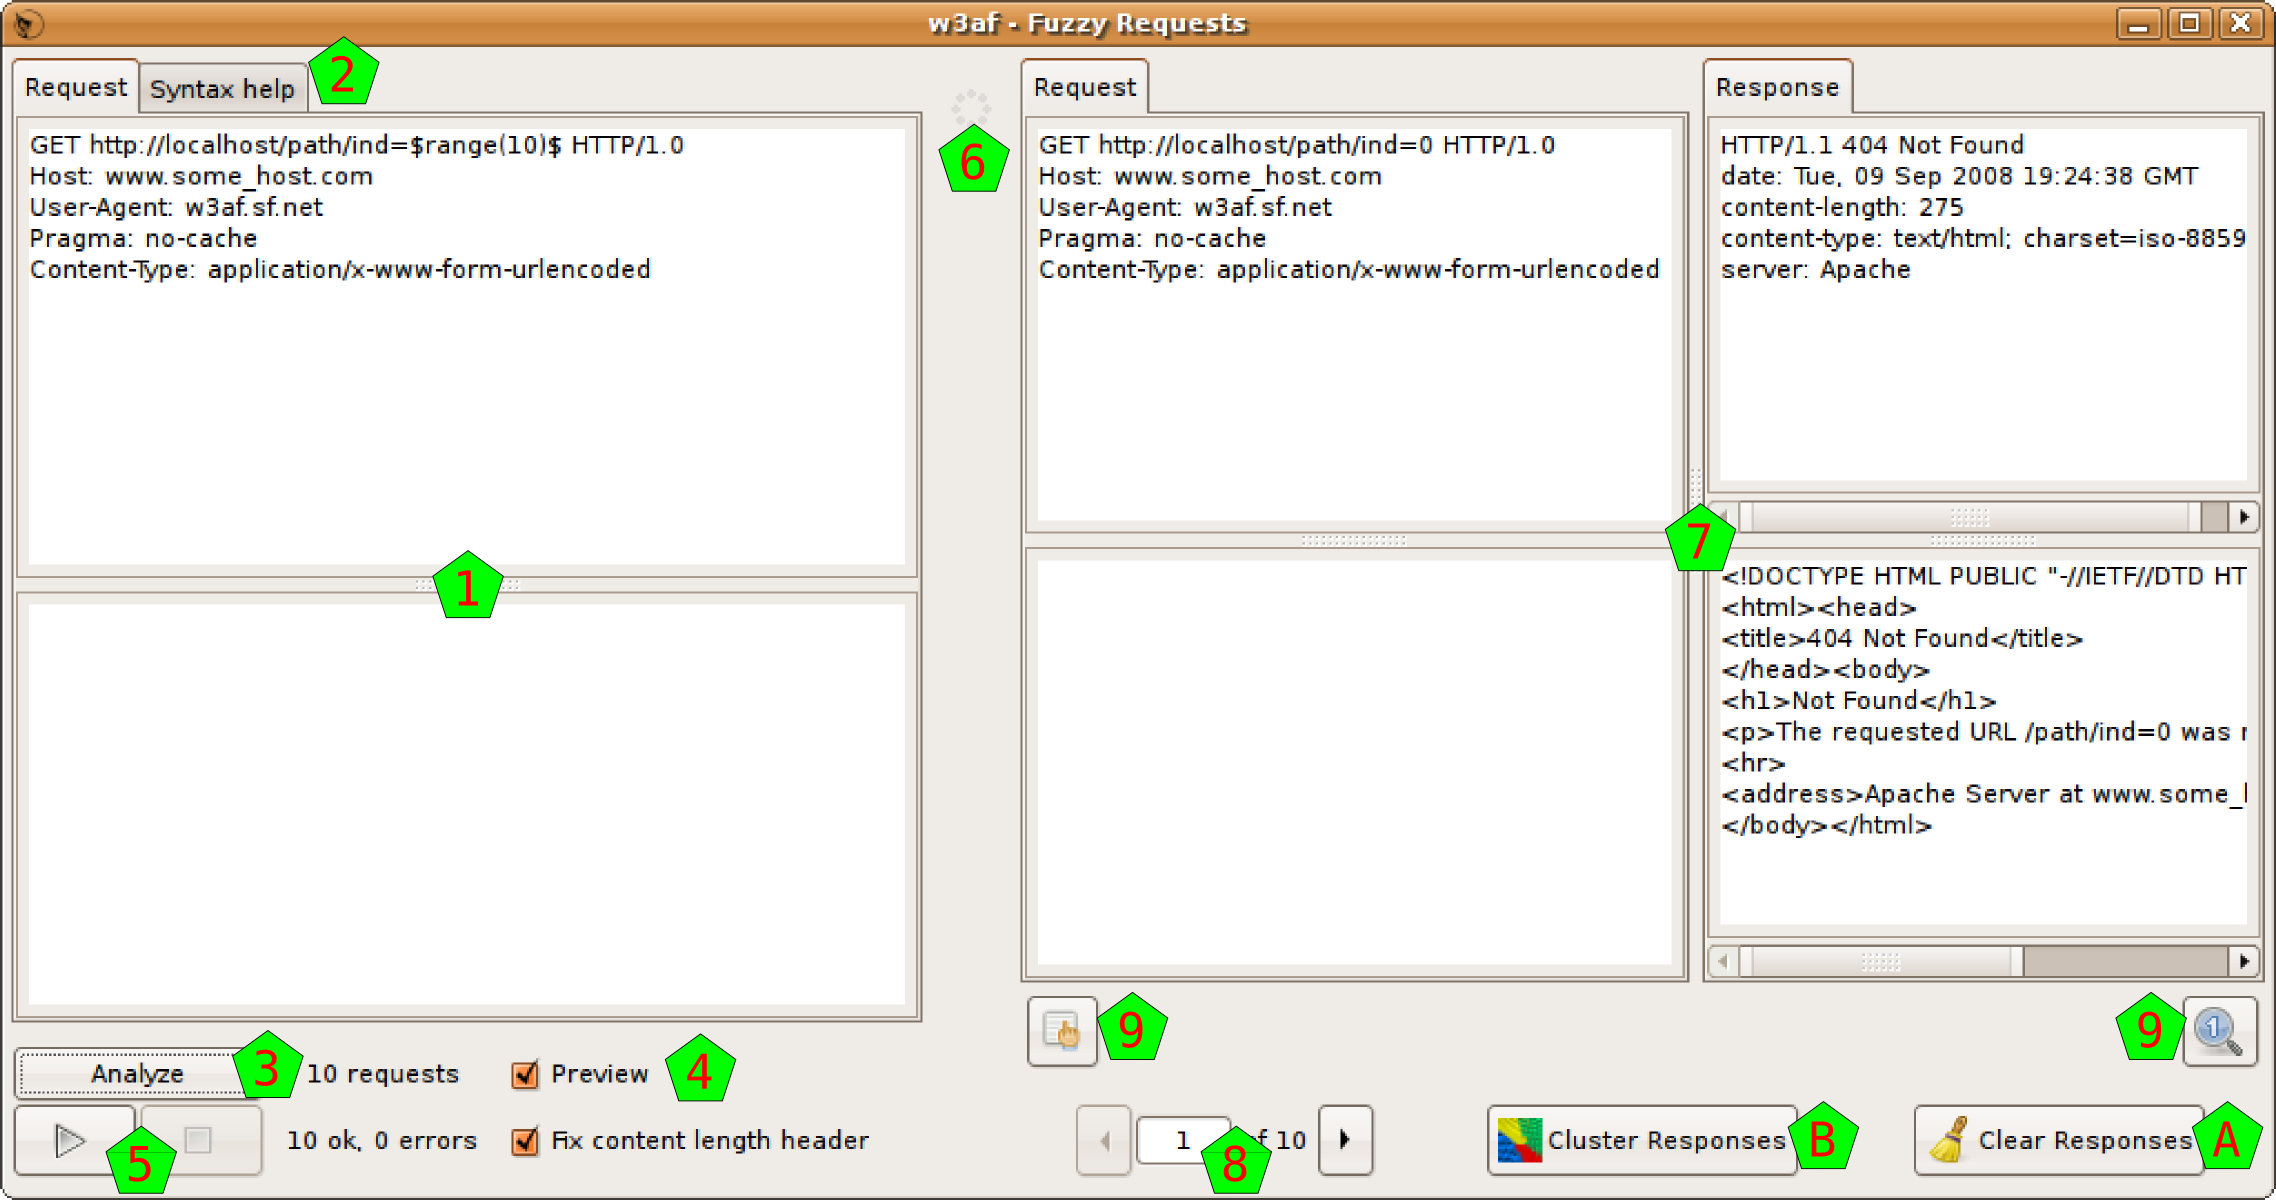 w3af - Fuzzy Requests
Request
Syntax help
2
GET http://localhost/path/ind=$range(10)$ HTTP/1.0
Host: www.some_host.com
User-Agent: w3af.sf.net
Pragma: no-cache
Content-Type: application/x-www-form-urlencoded
1
3
Analyze
10 requests
Preview
4
5
10 ok, 0 errors
Fix content length header
6
Request
GET http://localhost/path/ind=0 HTTP/1.0
Host: www.some_host.com
User-Agent: w3af.sf.net
Pragma: no-cache
Content-Type: application/x-www-form-urlencoded
7
Response
HTTP/1.1 404 Not Found
date: Tue, 09 Sep 2008 19:24:38 GMT
content-length: 275
content-type: text/html; charset=iso-8859
server: Apache
<!DOCTYPE HTML PUBLIC "-//IETF//DTD HT
<html><head>
<title>404 Not Found</title>
</head><body>
<h1>Not Found</h1>
<p>The requested URL /path/ind=0 was
<hr>
<address>Apache Server at www.some_
</body></html>
9
9
1
1 of 10
8
Cluster Responses
B
Clear Responses
A